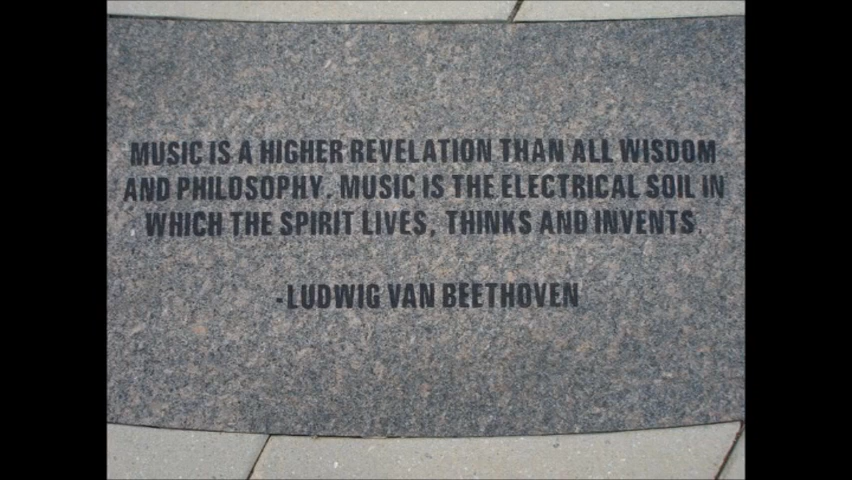 MUSIC IS A HIGHER REVELATION THAN ALL WISDOM
AND PHILOSOPHY. MUSIC IS THE ELECTRICAL SOIL IN
WHICH THE SPIRIT LIVES, THINKS AND INVENTS.
-LUDWIG VAN BEETHOVEN